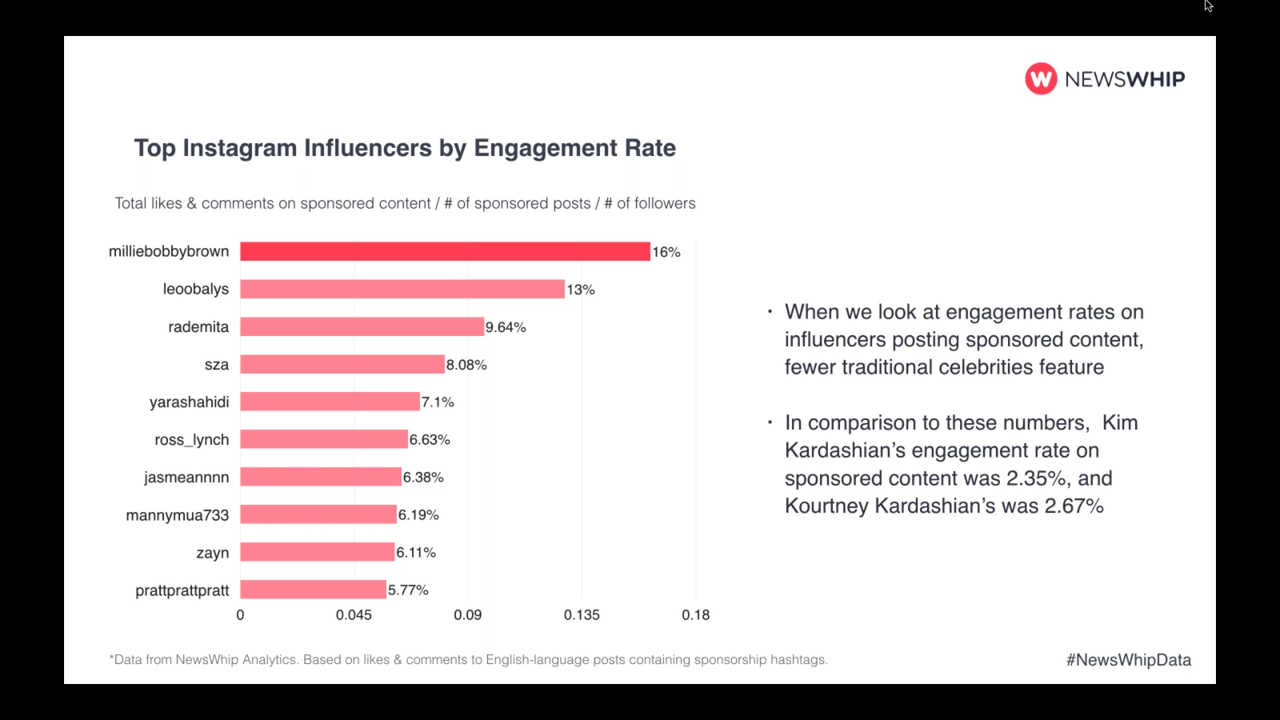 W NEWSWHIP
Top Instagram Influencers by Engagement Rate
Total likes & comments on sponsored content / # of sponsored posts / # of followers
milliebobbybrown 16%
leoobalys 13%
rademita 9.64%
sza 8.08%
yarashahidi 7.1%
ross_lynch 6.63%
jasmeannnn 6.38%
mannymua733 6.19%
zayn 6.11%
prattprattpratt 5.77%
0 0.045 0.09 0.135 0.18
· When we look at engagement rates on
influencers posting sponsored content,
fewer traditional celebrities feature
· In comparison to these numbers, Kim
Kardashian’s engagement rate on
sponsored content was 2.35%, and
Kourtney Kardashian’s was 2.67%
*Data from NewsWhip Analytics. Based on likes & comments to English-language posts containing sponsorship hashtags.
#NewsWhipData